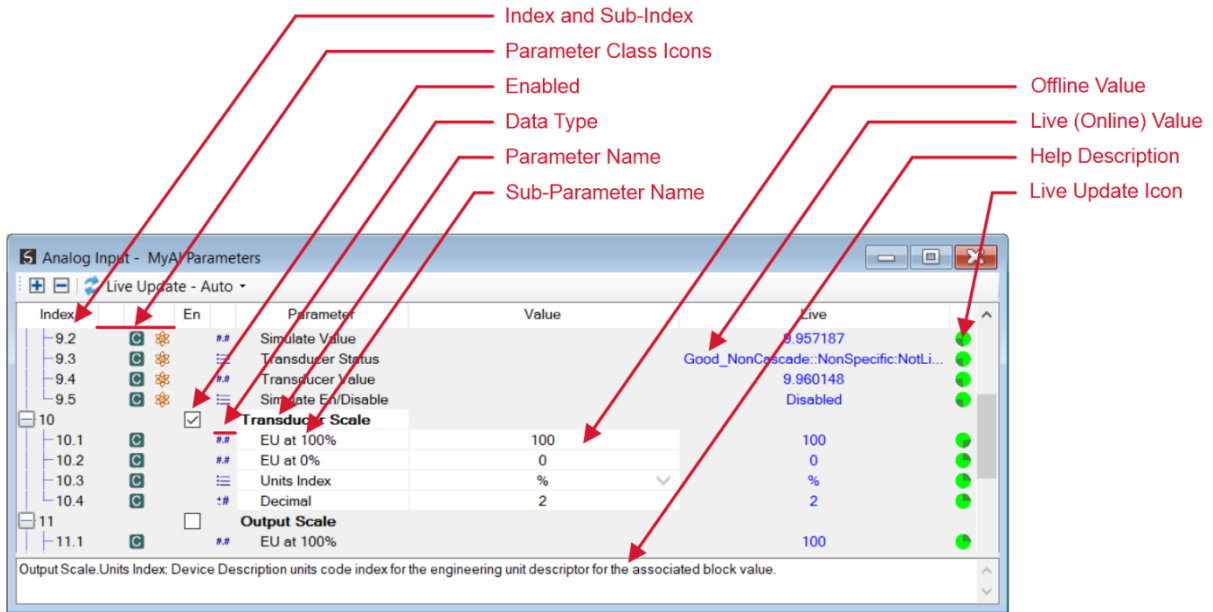 Index and Sub-Index
Parameter Class Icons
Enabled
Data Type
Parameter Name
Sub-Parameter Name
Offline Value
Live (Online) Value
Help Description
Live Update Icon
Analog Input - MyAI Parameters
Live Update - Auto
Index En Parameter Value Live
9.2 C #.# Simulate Value 9.957187
9.3 C Transducer Status Good_NonCascade::NonSpecific:NotLi...
9.4 C #.# Transducer Value 9.960148
9.5 C Simulate En/Disable Disabled
10 Transducer Scale
10.1 C #.# EU at 100% 100 100
10.2 C #.# EU at 0% 0 0
10.3 C Units Index % %
10.4 C ±# Decimal 2 2
11 Output Scale
11.1 C #.# EU at 100% 100
Output Scale.Units Index: Device Description units code index for the engineering unit descriptor for the associated block value.